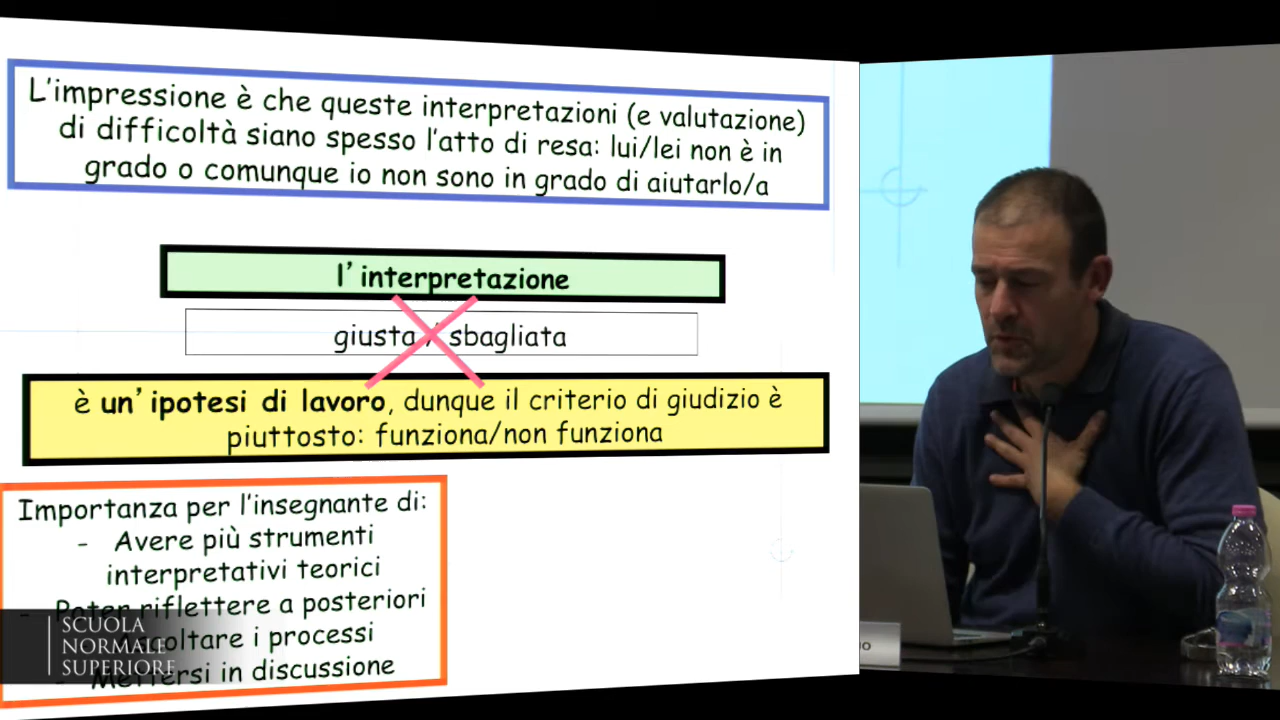 L'impressione è che queste interpretazioni (e valutazione)
di difficoltà siano spesso l'atto di resa: lui/lei non è in
grado o comunque io non sono in grado di aiutarlo/a
l'interpretazione
giusta / sbagliata
è un'ipotesi di lavoro, dunque il criterio di giudizio è
piuttosto: funziona/non funziona
Importanza per l'insegnante di:
- Avere più strumenti
interpretativi teorici
- Poter riflettere a posteriori
- Ascoltare i processi
- Mettersi in discussione
SCUOLA
NORMALE
SUPERIORE